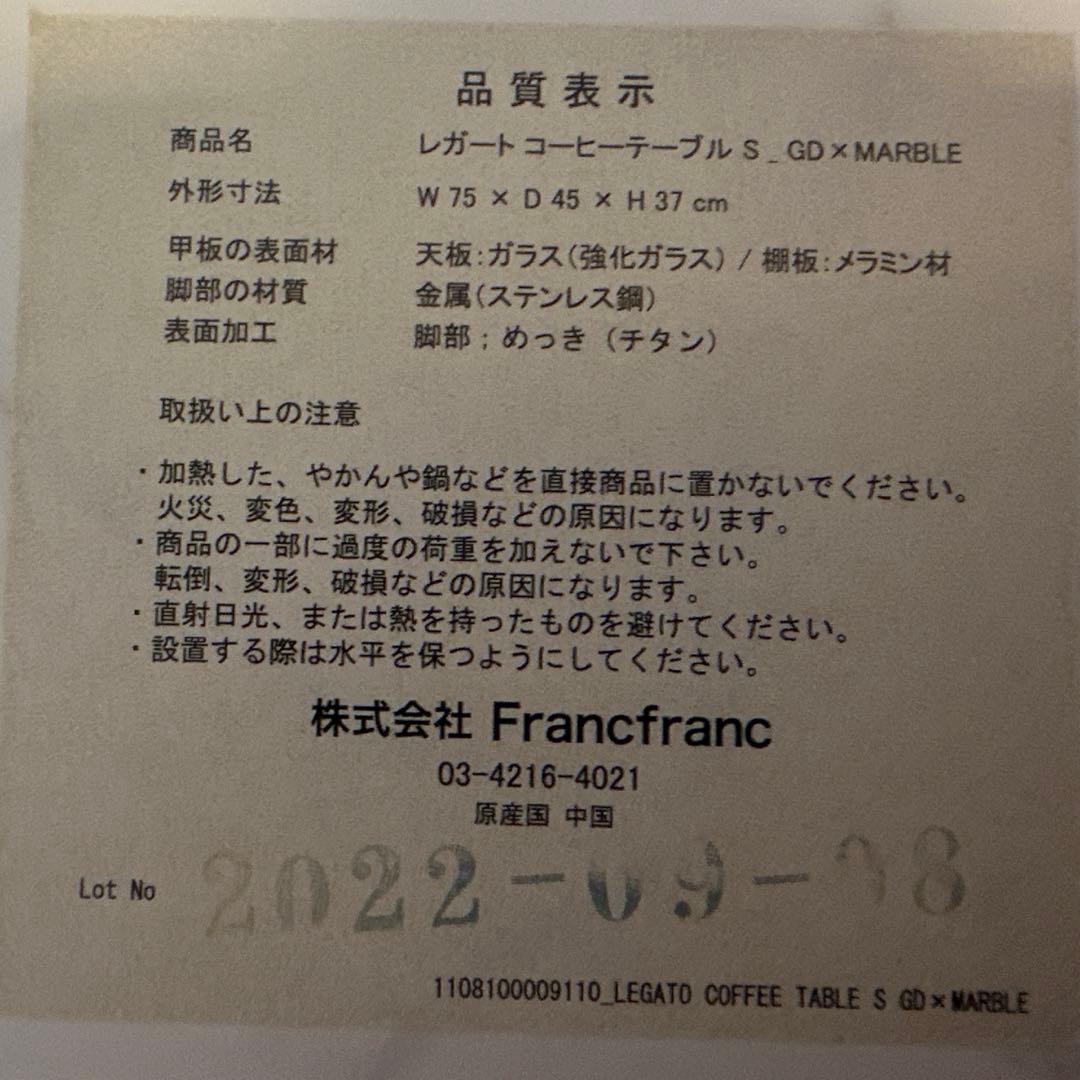 品質表示
商品名 レガート コーヒーテーブル S _ GD×MARBLE
外形寸法 W 75 × D 45 × H 37 cm
甲板の表面材 天板:ガラス(強化ガラス) / 棚板:メラミン材
脚部の材質 金属(ステンレス鋼)
表面加工 脚部 ; めっき (チタン)
取扱い上の注意
・加熱した、やかんや鍋などを直接商品に置かないでください。
火災、変色、変形、破損などの原因になります。
・商品の一部に過度の荷重を加えないで下さい。
転倒、変形、破損などの原因になります。
・直射日光、または熱を持ったものを避けてください。
・設置する際は水平を保つようにしてください。
株式会社 Francfranc
03-4216-4021
原産国 中国
Lot No 2022-09-
1108100009110_LEGATO COFFEE TABLE S GD×MARBLE